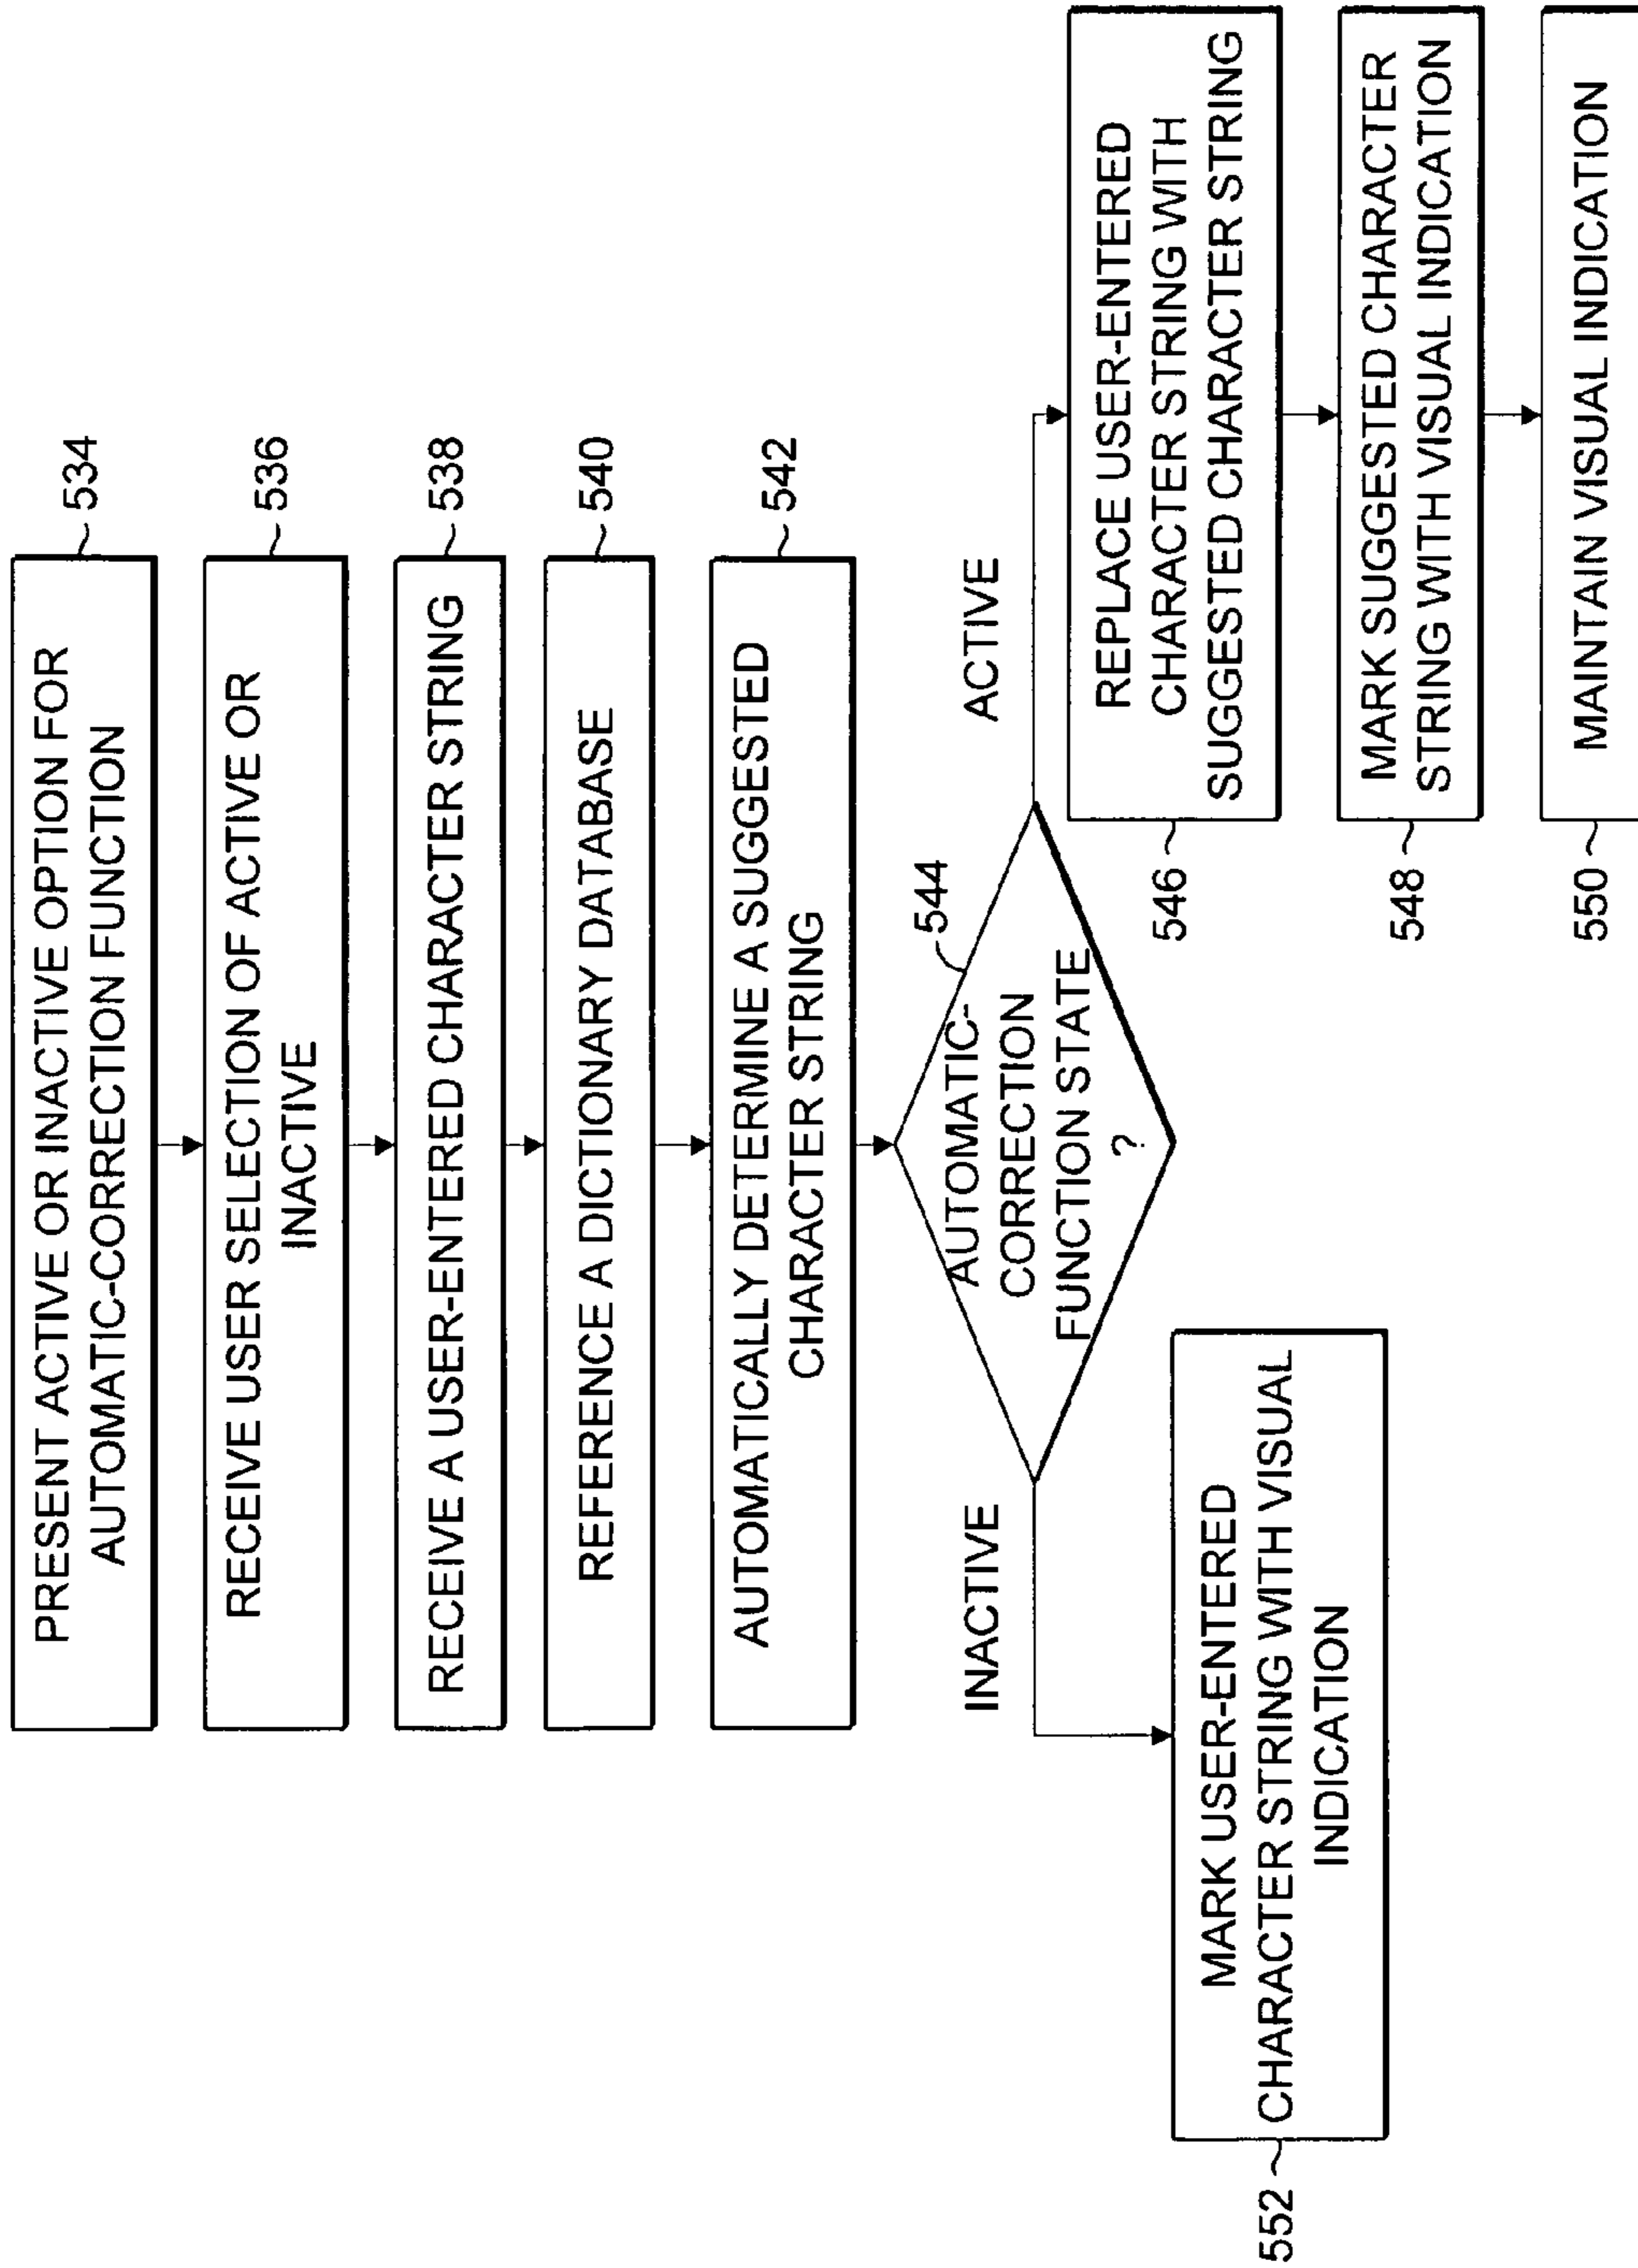 PRESENT ACTIVE OR INACTIVE OPTION FOR
AUTOMATIC-CORRECTION FUNCTION
534
RECEIVE USER SELECTION OF ACTIVE OR
INACTIVE
536
RECEIVE A USER-ENTERED CHARACTER STRING
538
REFERENCE A DICTIONARY DATABASE
540
AUTOMATICALLY DETERMINE A SUGGESTED
CHARACTER STRING
542
AUTOMATIC-
CORRECTION
FUNCTION STATE
?
544
INACTIVE
ACTIVE
MARK USER-ENTERED
CHARACTER STRING WITH VISUAL
INDICATION
552
REPLACE USER-ENTERED
CHARACTER STRING WITH
SUGGESTED CHARACTER STRING
546
MARK SUGGESTED CHARACTER
STRING WITH VISUAL INDICATION
548
MAINTAIN VISUAL INDICATION
550